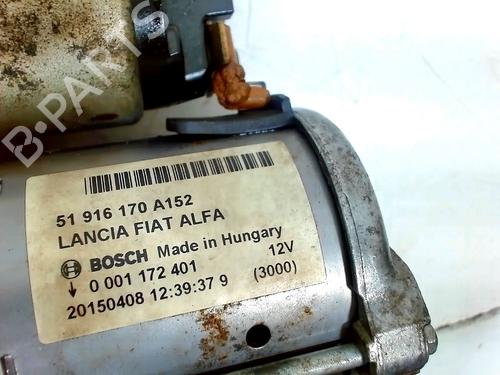 B-PARTS
51 916 170 A152
LANCIA FIAT ALFA
BOSCH Made in Hungary 12V
0 001 172 401 (3000)
20150408 12:39:37 9